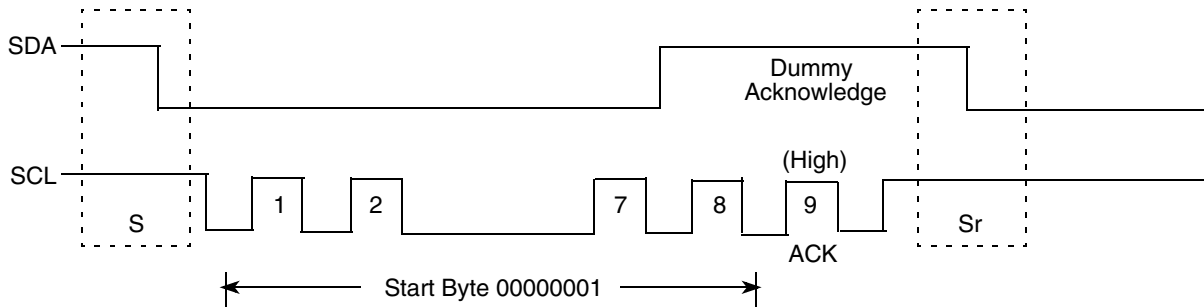 SDA
Dummy
Acknowledge
SCL
(High)
1
2
7
8
9
S
Sr
ACK
Start Byte 00000001